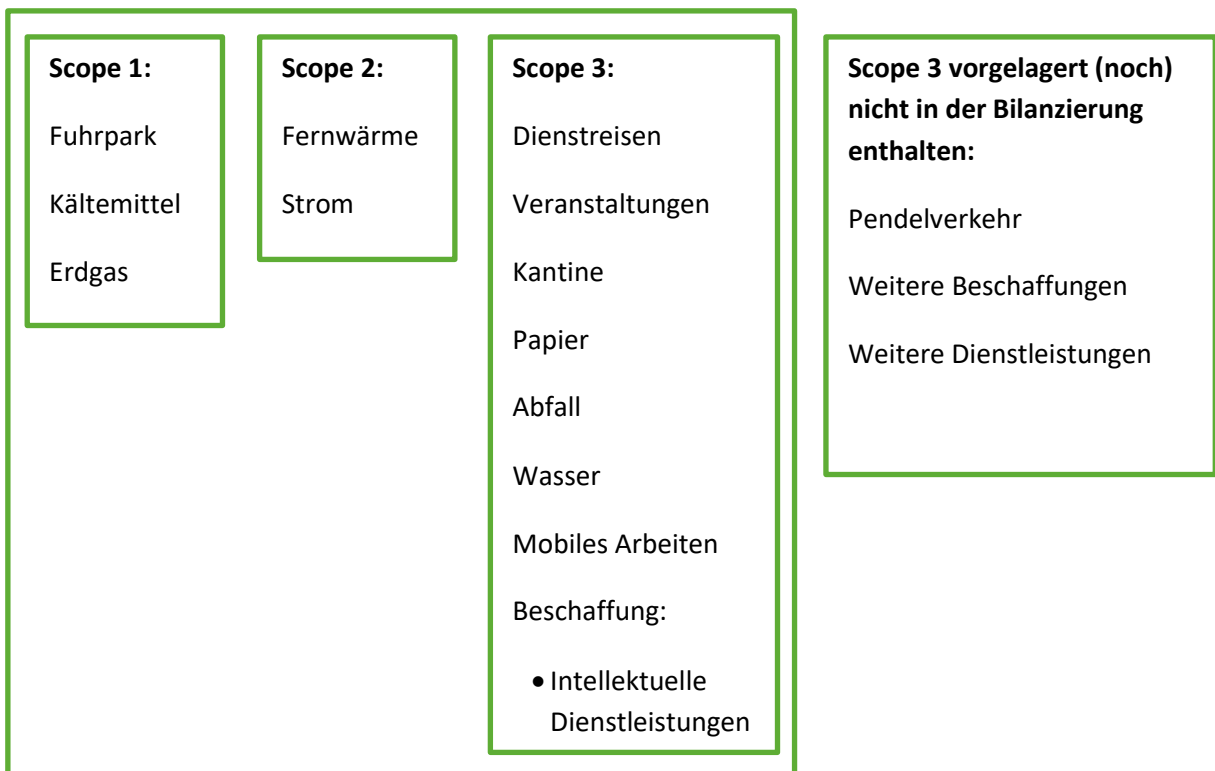 Scope 1:
Fuhrpark
Kältemittel
Erdgas
Scope 2:
Fernwärme
Strom
Scope 3:
Dienstreisen
Veranstaltungen
Kantine
Papier
Abfall
Wasser
Mobiles Arbeiten
Beschaffung:
• Intellektuelle
Dienstleistungen
Scope 3 vorgelagert (noch)
nicht in der Bilanzierung
enthalten:
Pendelverkehr
Weitere Beschaffungen
Weitere Dienstleistungen